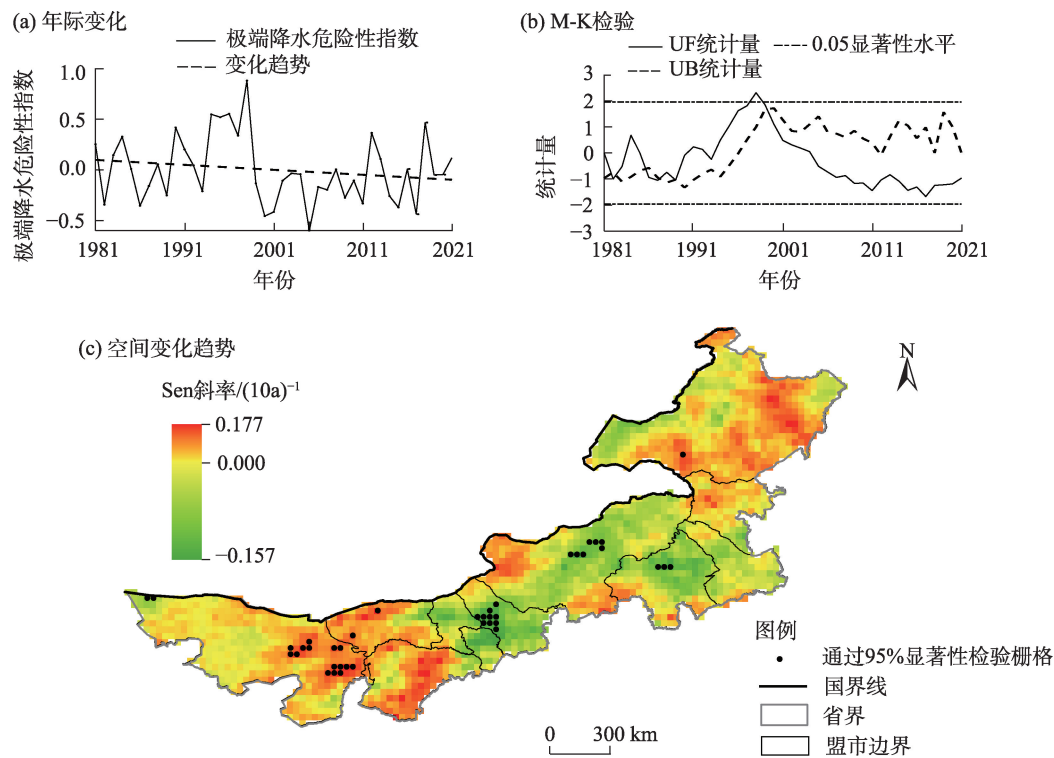 (a) 年际变化
极端降水危险性指数
变化趋势
极端降水危险性指数
1.0
0.5
0.0
−0.5
1981 1991 2001 2011 2021
年份
(b) M-K检验
UF统计量 0.05显著性水平
UB统计量
统计量
3
2
1
0
−1
−2
−3
1981 1991 2001 2011 2021
年份
(c) 空间变化趋势
Sen斜率/(10a)⁻¹
0.177
0.000
−0.157
N
图例
通过95%显著性检验栅格
国界线
省界
盟市边界
0 300 km